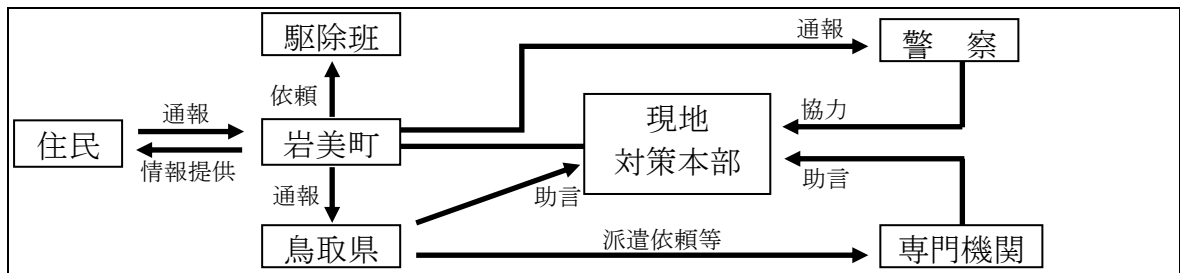 駆除班
通報
警　察
依頼
協力
通報
現地
対策本部
住民
岩美町
情報提供
通報
助言
助言
鳥取県
派遣依頼等
専門機関